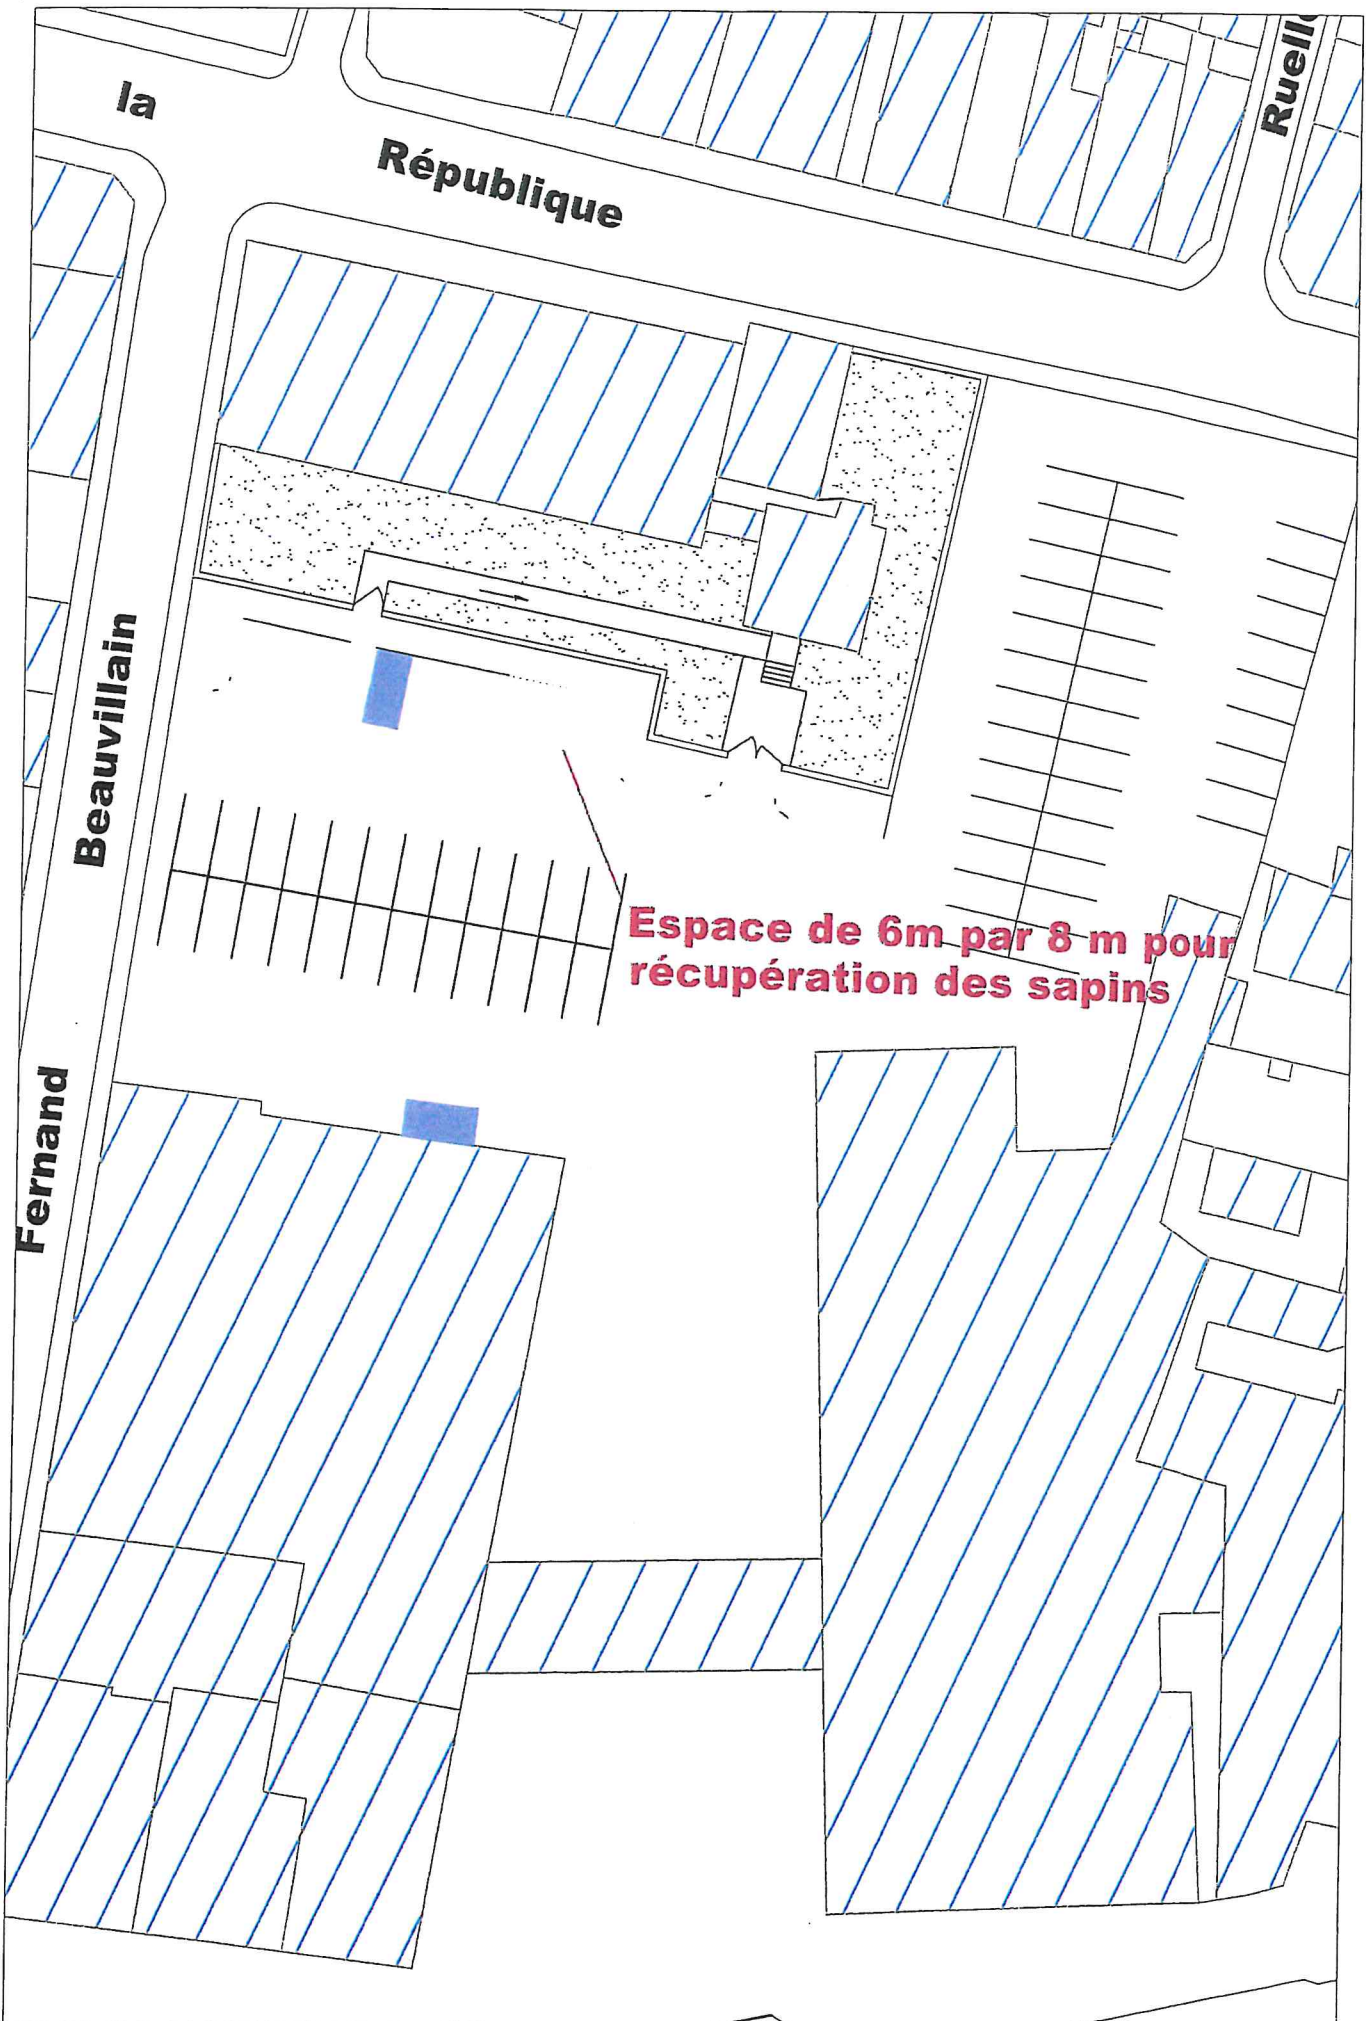 la
République
Ruelle
Beauvillain
Espace de 6m par 8 m pour
récupération des sapins
Fernand